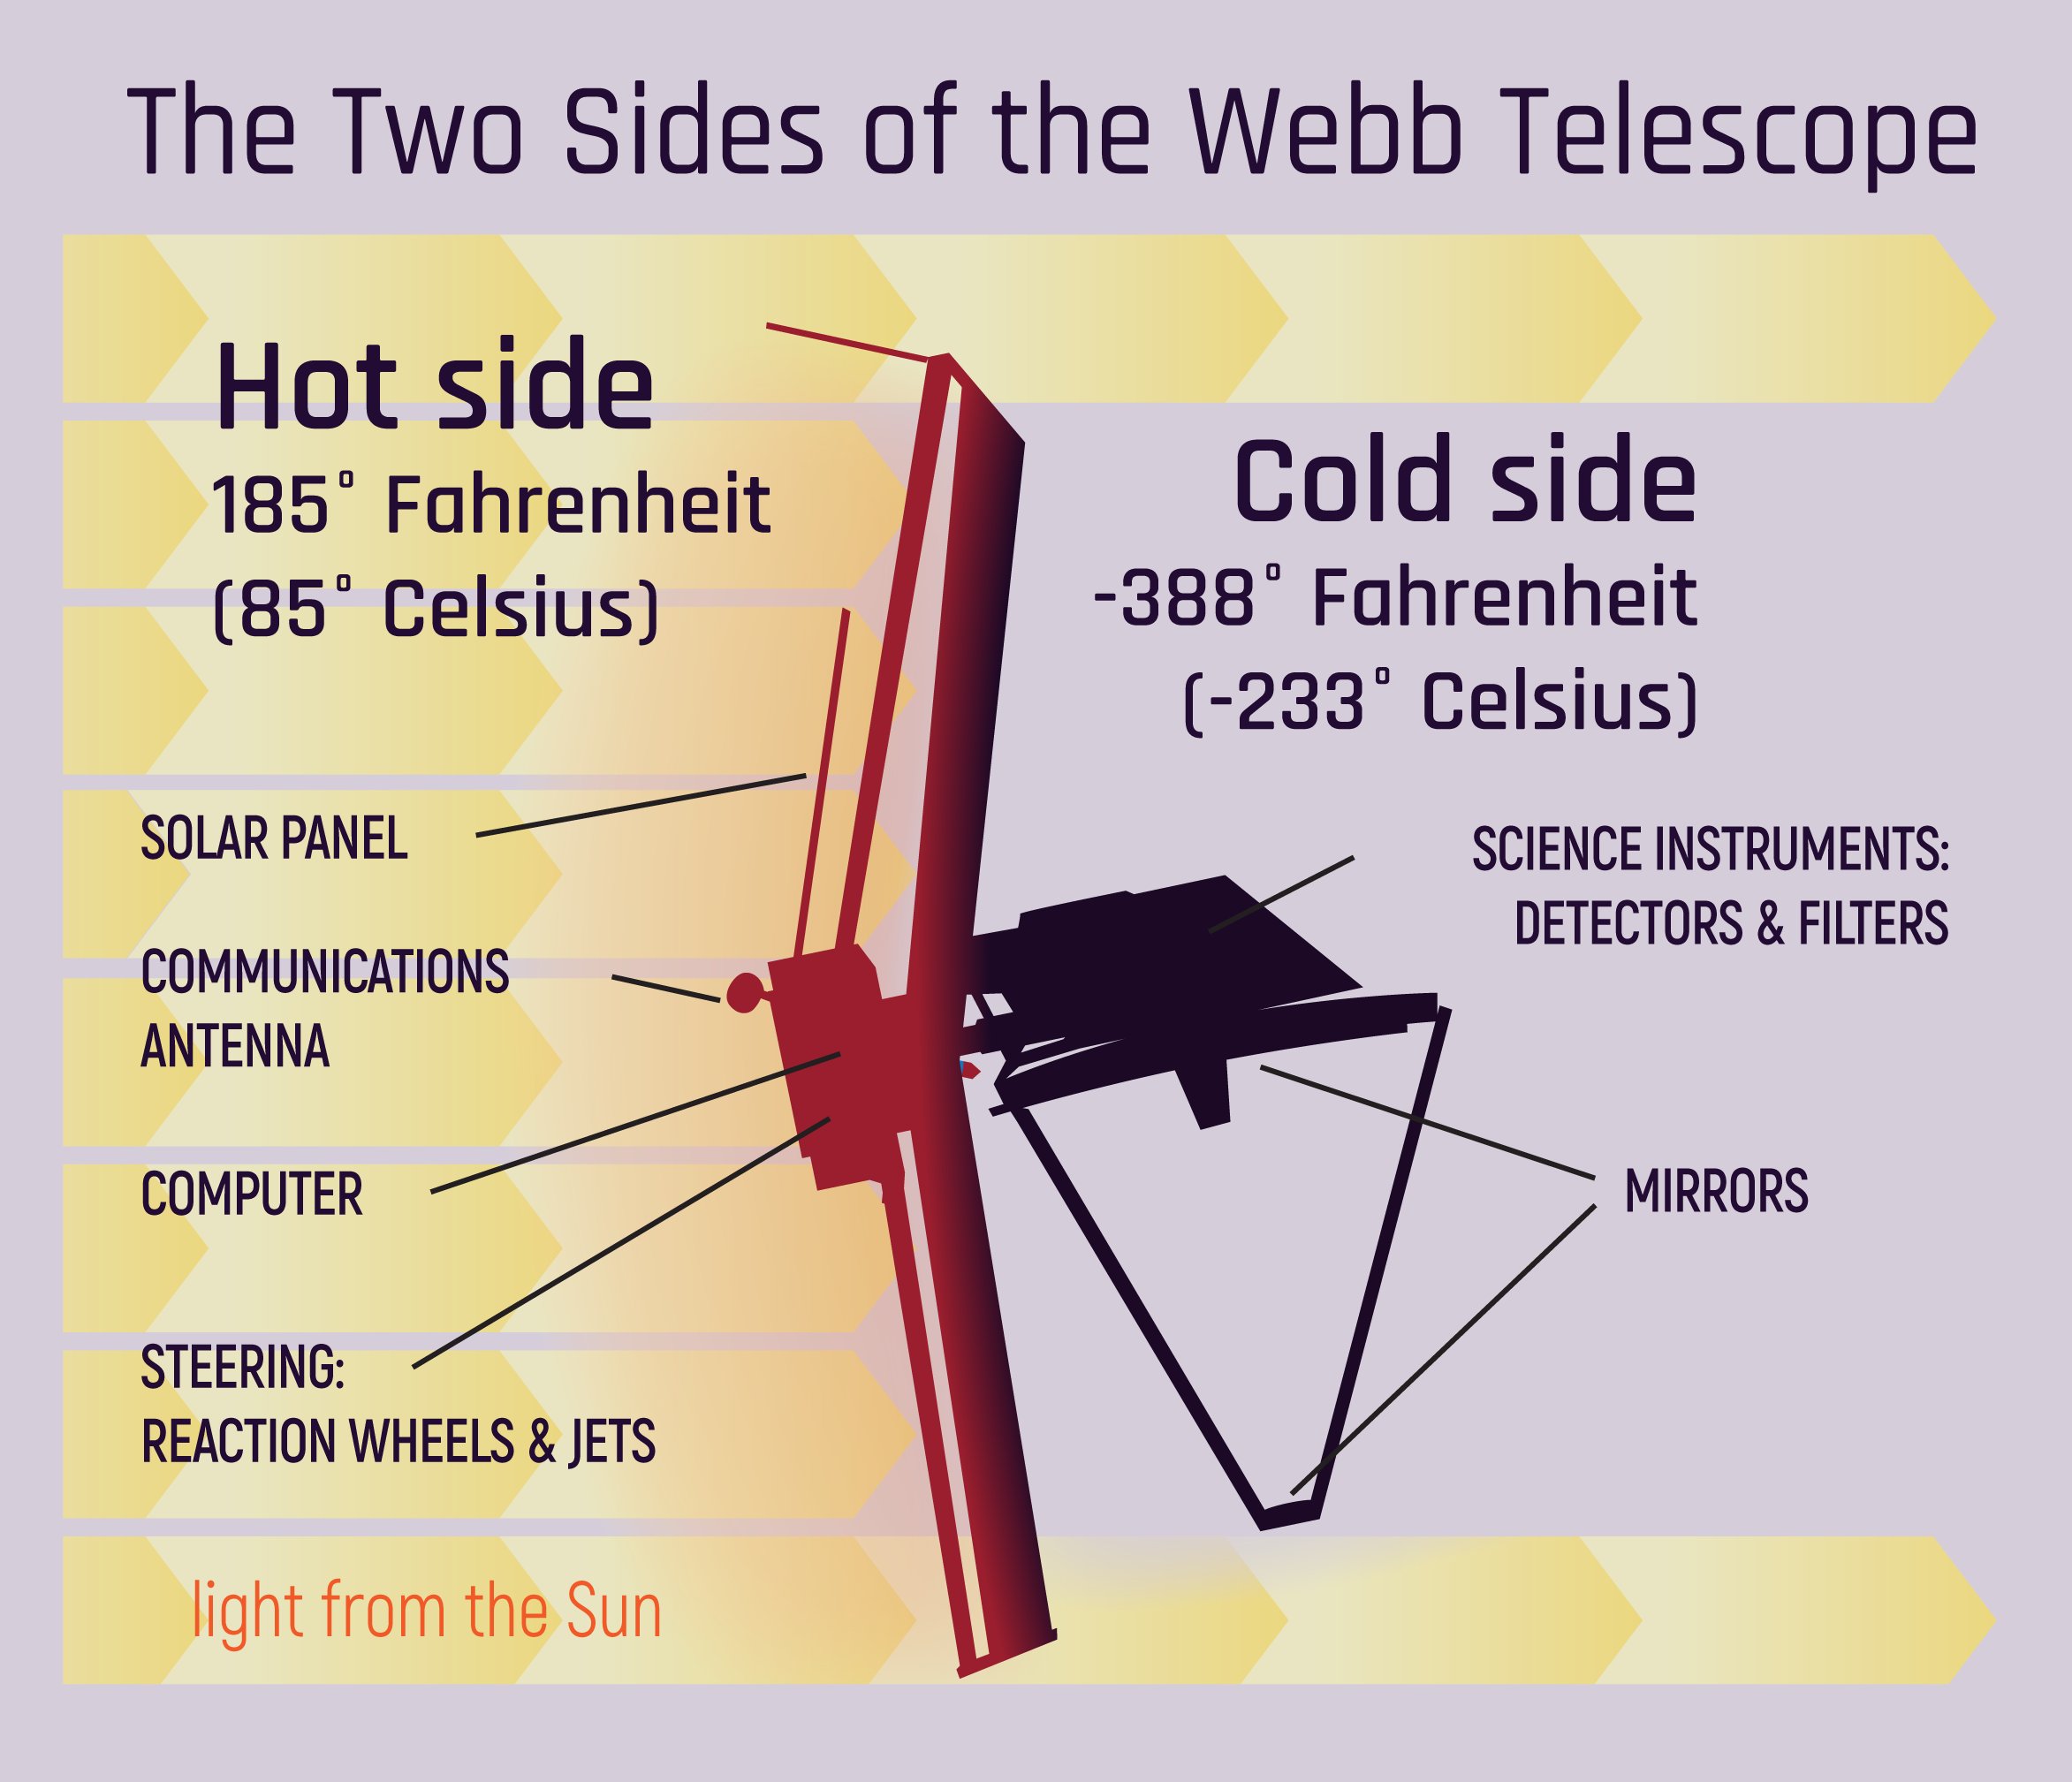 The Two Sides of the Webb Telescope
Hot side
185° Fahrenheit
(85° Celsius)
Cold side
-388° Fahrenheit
(-233° Celsius)
SOLAR PANEL
COMMUNICATIONS
ANTENNA
COMPUTER
STEERING:
REACTION WHEELS & JETS
SCIENCE INSTRUMENTS:
DETECTORS & FILTERS
MIRRORS
light from the Sun